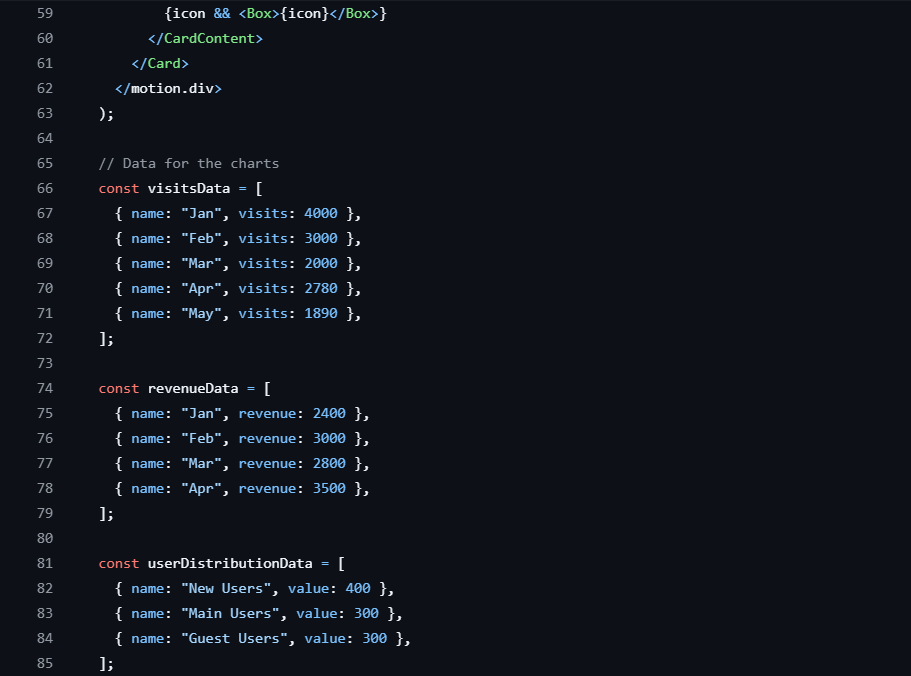 59 {icon && <Box>{icon}</Box>}
60 </CardContent>
61 </Card>
62 </motion.div>
63 );
64
65 // Data for the charts
66 const visitsData = [
67 { name: "Jan", visits: 4000 },
68 { name: "Feb", visits: 3000 },
69 { name: "Mar", visits: 2000 },
70 { name: "Apr", visits: 2780 },
71 { name: "May", visits: 1890 },
72 ];
73
74 const revenueData = [
75 { name: "Jan", revenue: 2400 },
76 { name: "Feb", revenue: 3000 },
77 { name: "Mar", revenue: 2800 },
78 { name: "Apr", revenue: 3500 },
79 ];
80
81 const userDistributionData = [
82 { name: "New Users", value: 400 },
83 { name: "Main Users", value: 300 },
84 { name: "Guest Users", value: 300 },
85 ];